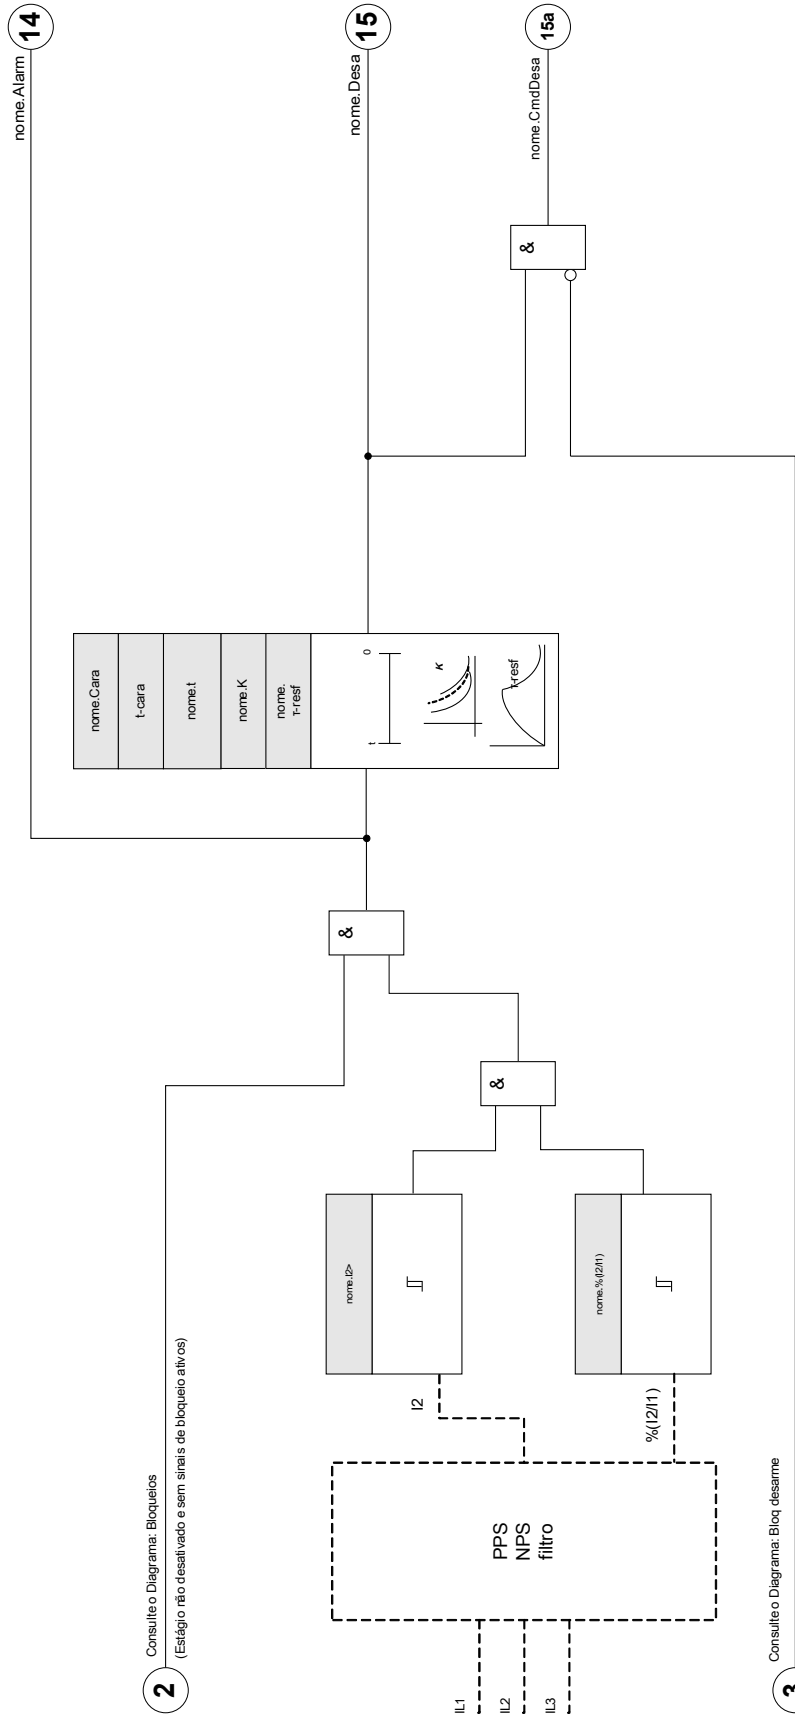 14
nome.Alarm
15
nome.Desa
15a
nome.CmdDesa
&
nome.Cara
t-cara
nome.t
nome.K
nome.
τ-resf
t
0
K
τ-resf
&
&
nome.I2>
nome.%(I2/I1)
I2
%(I2/I1)
PPS
NPS
filtro
IL1
IL2
IL3
2
Consulte o Diagrama: Bloqueios
(Estágio não desativado e sem sinais de bloqueio ativos)
3
Consulte o Diagrama: Bloq desarme